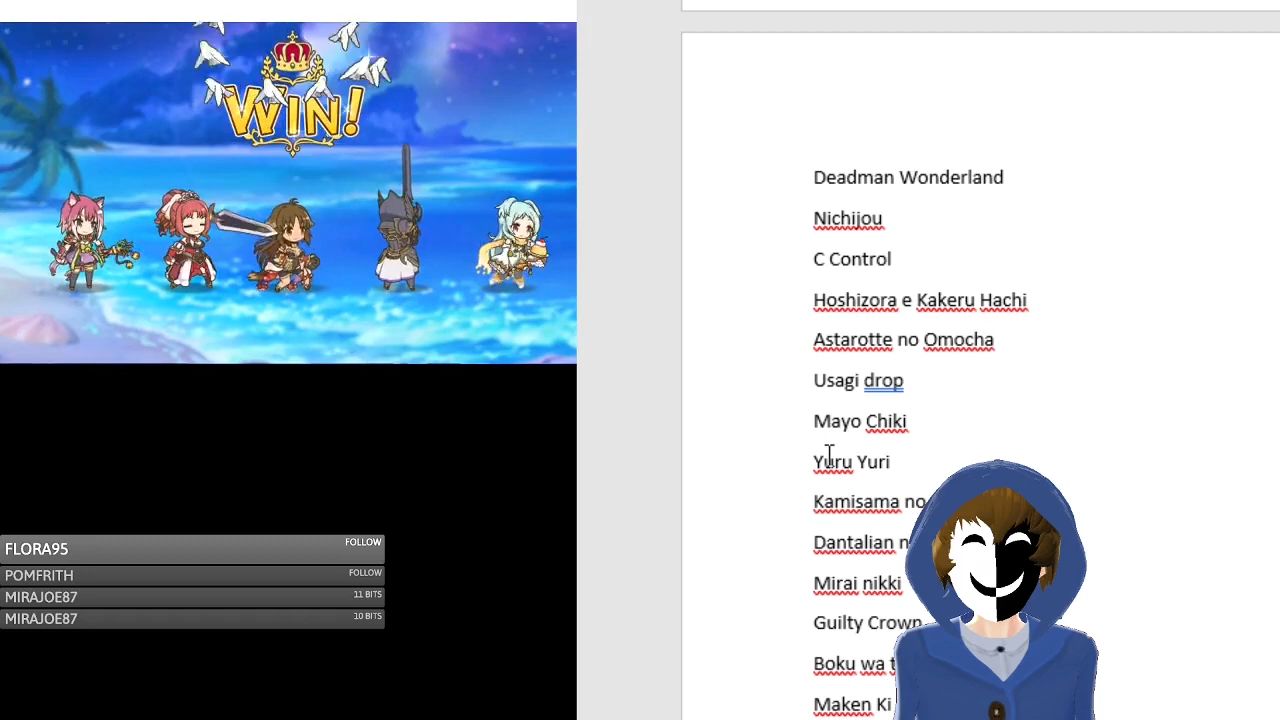 WIN!
FLORA95 FOLLOW
POMFRITH FOLLOW
MIRAJOE87 11 BITS
MIRAJOE87 10 BITS
Deadman Wonderland
Nichijou
C Control
Hoshizora e Kakeru Hachi
Astarotte no Omocha
Usagi drop
Mayo Chiki
Yuru Yuri
Kamisama no
Dantalian n
Mirai nikki
Guilty Crown
Boku wa t
Maken Ki